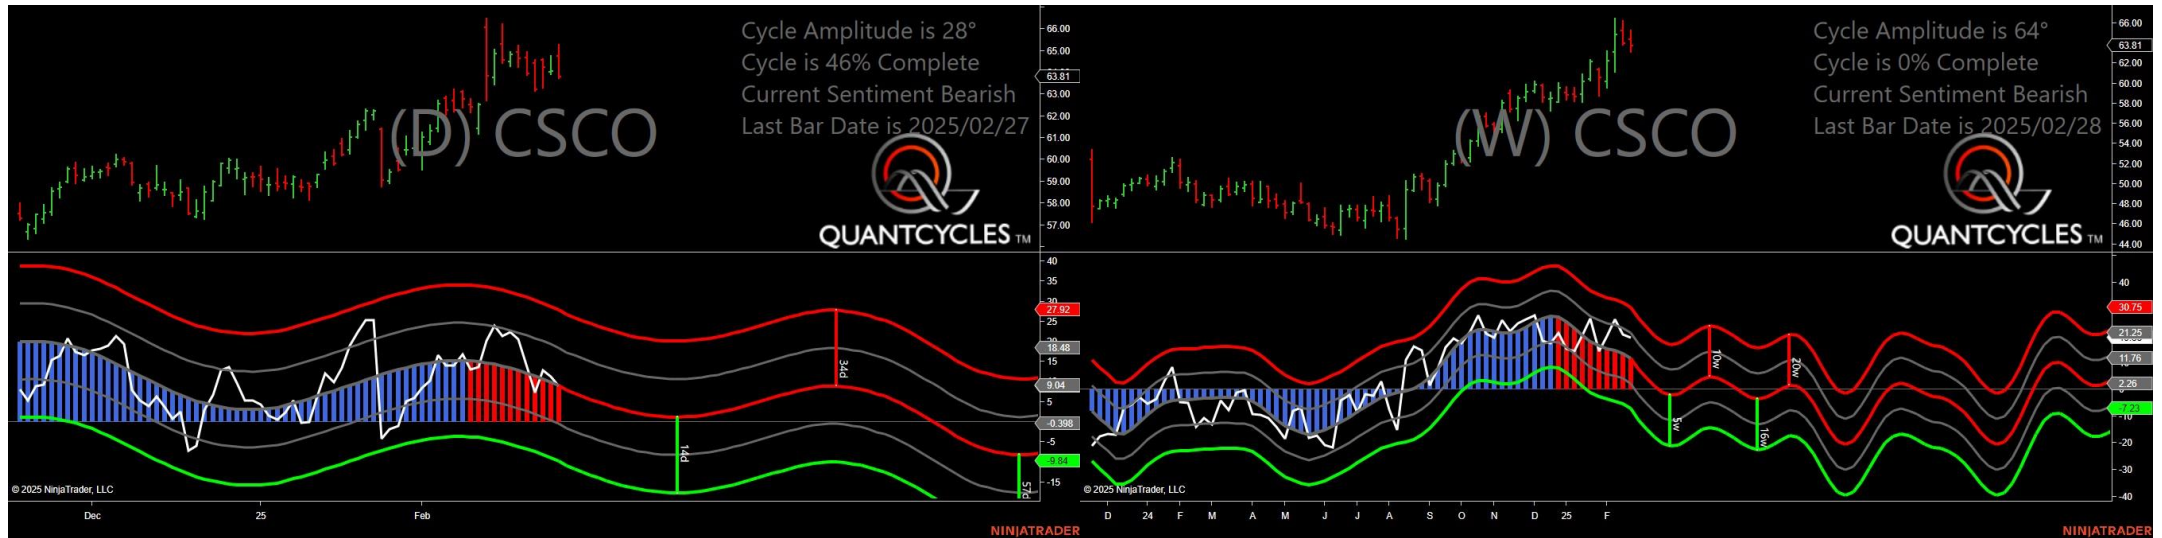 Cycle Amplitude is 28°
Cycle is 46% Complete
Current Sentiment Bearish
Last Bar Date is 2025/02/27
(D) CSCO
QUANTCYCLES TM
66.00
65.00
63.81
63.00
62.00
61.00
60.00
59.00
58.00
57.00
40
35
30
27.92
25
20
18.48
15
9.04
5
-0.398
-5
-9.84
-15
34d
14d
57d
© 2025 NinjaTrader, LLC
Dec 25 Feb
NINJATRADER
Cycle Amplitude is 64°
Cycle is 0% Complete
Current Sentiment Bearish
Last Bar Date is 2025/02/28
(W) CSCO
QUANTCYCLES TM
66.00
63.81
62.00
60.00
58.00
56.00
54.00
52.00
50.00
48.00
46.00
44.00
40
30.75
21.25
11.76
2.26
-7.23
-10
-20
-30
-40
10w
20w
5w
16w
© 2025 NinjaTrader, LLC
D 24 F M A M J J A S O N D 25 F
NINJATRADER